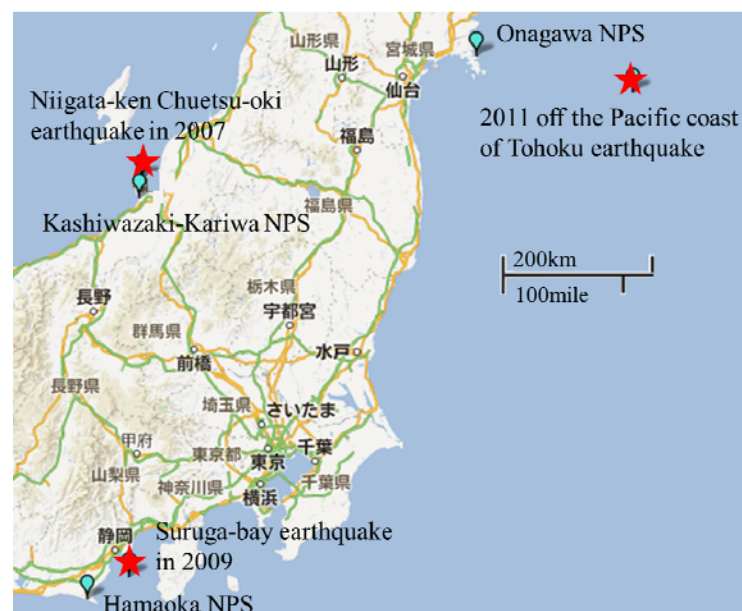 Onagawa NPS
山形県
宮城県
山形
仙台
Niigata-ken Chuetsu-oki
earthquake in 2007
2011 off the Pacific coast
of Tohoku earthquake
福島
福島県
Kashiwazaki-Kariwa NPS
200km
100mile
栃木県
長野
宇都宮
群馬県
前橋
水戸
長野県
埼玉県
さいたま
甲府
東京都
東京
千葉
山梨県
神奈川県
横浜
千葉県
静岡
Suruga-bay earthquake
in 2009
Hamaoka NPS